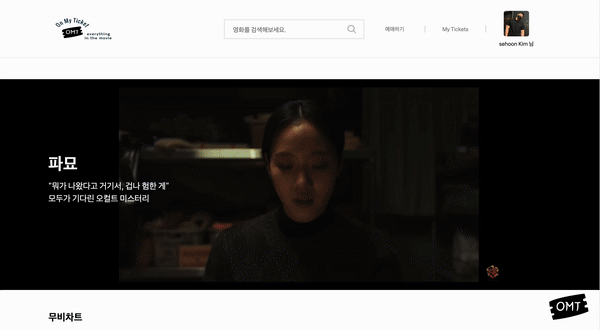 On My Ticket
OMT
everything
in the movie
영화를 검색해보세요.
예매하기
My Tickets
sehoon Kim 님
파묘
"뭐가 나왔다고 거기서, 겁나 험한 게"
모두가 기다린 오컬트 미스터리
무비차트
OMT